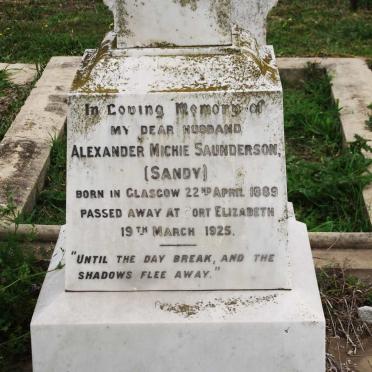 In Loving Memory of
MY DEAR HUSBAND
ALEXANDER MICHIE SAUNDERSON,
(SANDY)
BORN IN GLASGOW 22ND APRIL 1889
PASSED AWAY AT PORT ELIZABETH
19TH MARCH 1925.
"UNTIL THE DAY BREAK, AND THE
SHADOWS FLEE AWAY."